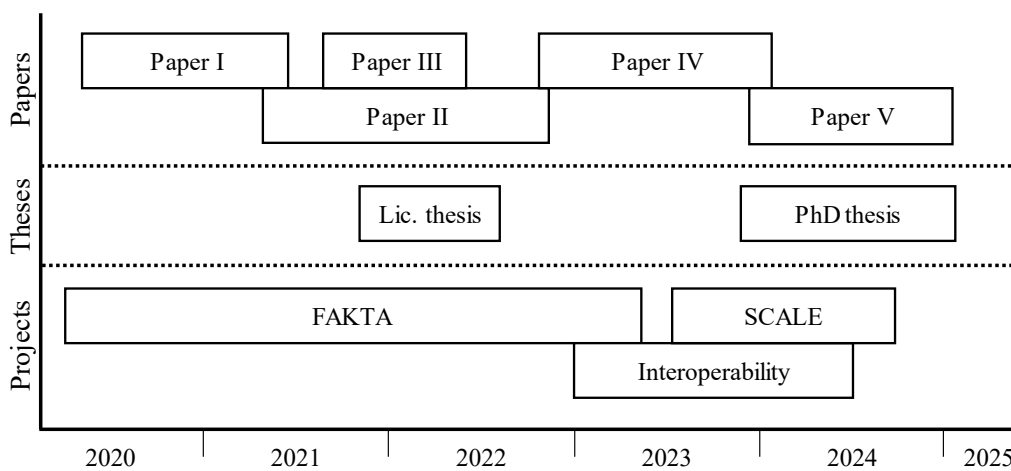 Papers
Paper I
Paper III
Paper IV
Paper II
Paper V
Theses
Lic. thesis
PhD thesis
Projects
FAKTA
SCALE
Interoperability
2020
2021
2022
2023
2024
2025